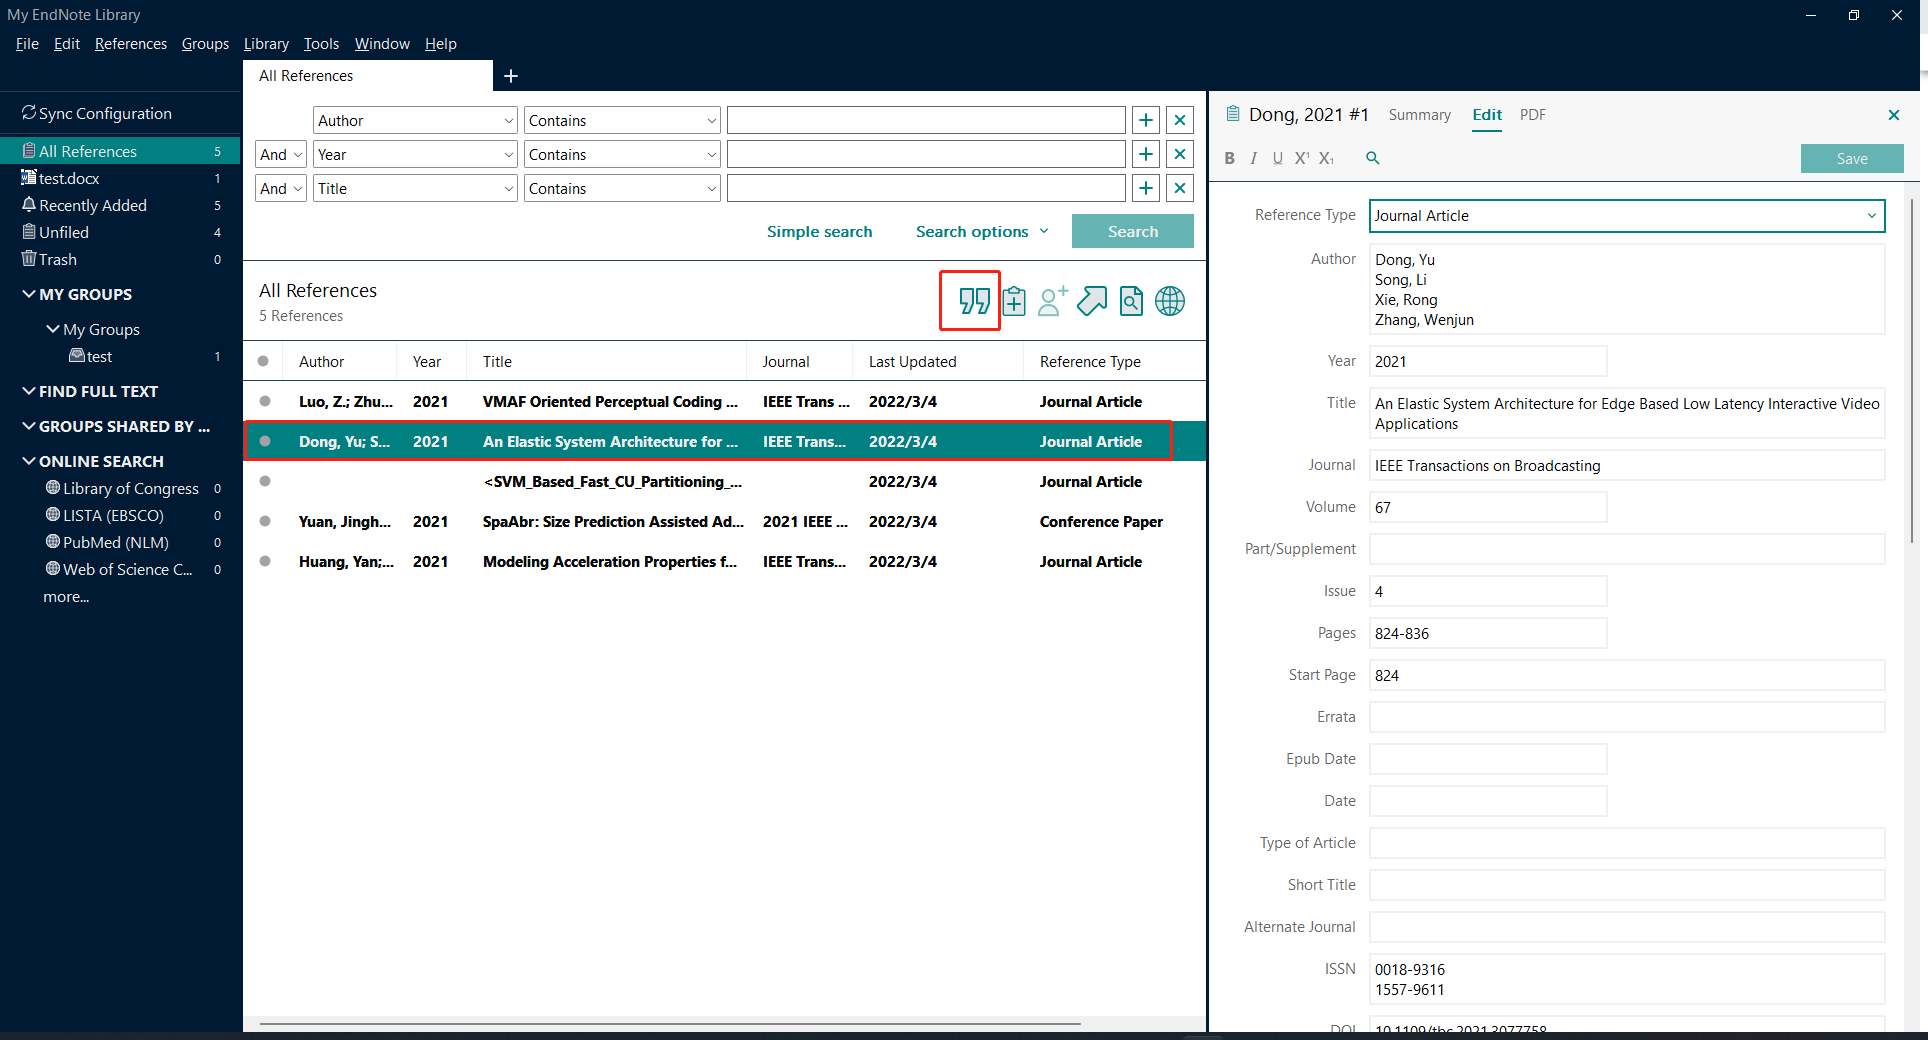 My EndNote Library
File Edit References Groups Library Tools Window Help
All References
Sync Configuration
All References 5
test.docx 1
Recently Added 5
Unfiled 4
Trash 0
MY GROUPS
My Groups
test 1
FIND FULL TEXT
GROUPS SHARED BY ...
ONLINE SEARCH
Library of Congress 0
LISTA (EBSCO) 0
PubMed (NLM) 0
Web of Science C... 0
more...
Author Contains
And Year Contains
And Title Contains
Simple search Search options Search
All References
5 References
Author Year Title Journal Last Updated Reference Type
Luo, Z.; Zhu... 2021 VMAF Oriented Perceptual Coding ... IEEE Trans ... 2022/3/4 Journal Article
Dong, Yu; S... 2021 An Elastic System Architecture for ... IEEE Trans... 2022/3/4 Journal Article
<SVM_Based_Fast_CU_Partitioning_... 2022/3/4 Journal Article
Yuan, Jingh... 2021 SpaAbr: Size Prediction Assisted Ad... 2021 IEEE ... 2022/3/4 Conference Paper
Huang, Yan;... 2021 Modeling Acceleration Properties f... IEEE Trans... 2022/3/4 Journal Article
Dong, 2021 #1 Summary Edit PDF
B I U X¹ X₁ Save
Reference Type Journal Article
Author Dong, Yu
Song, Li
Xie, Rong
Zhang, Wenjun
Year 2021
Title An Elastic System Architecture for Edge Based Low Latency Interactive Video
Applications
Journal IEEE Transactions on Broadcasting
Volume 67
Part/Supplement
Issue 4
Pages 824-836
Start Page 824
Errata
Epub Date
Date
Type of Article
Short Title
Alternate Journal
ISSN 0018-9316
1557-9611
DOI 10.1109/tbc.2021.3077758